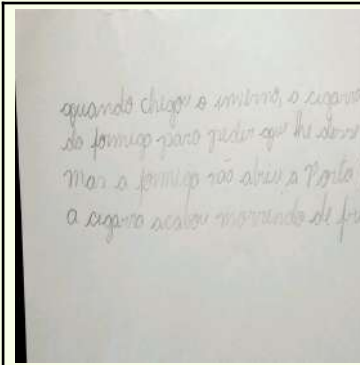 quando chegou o inverno, a cigarra
da formiga para pedir que lhe desse
mas a formiga não abriu a Porta
a cigarra acabou morrendo de